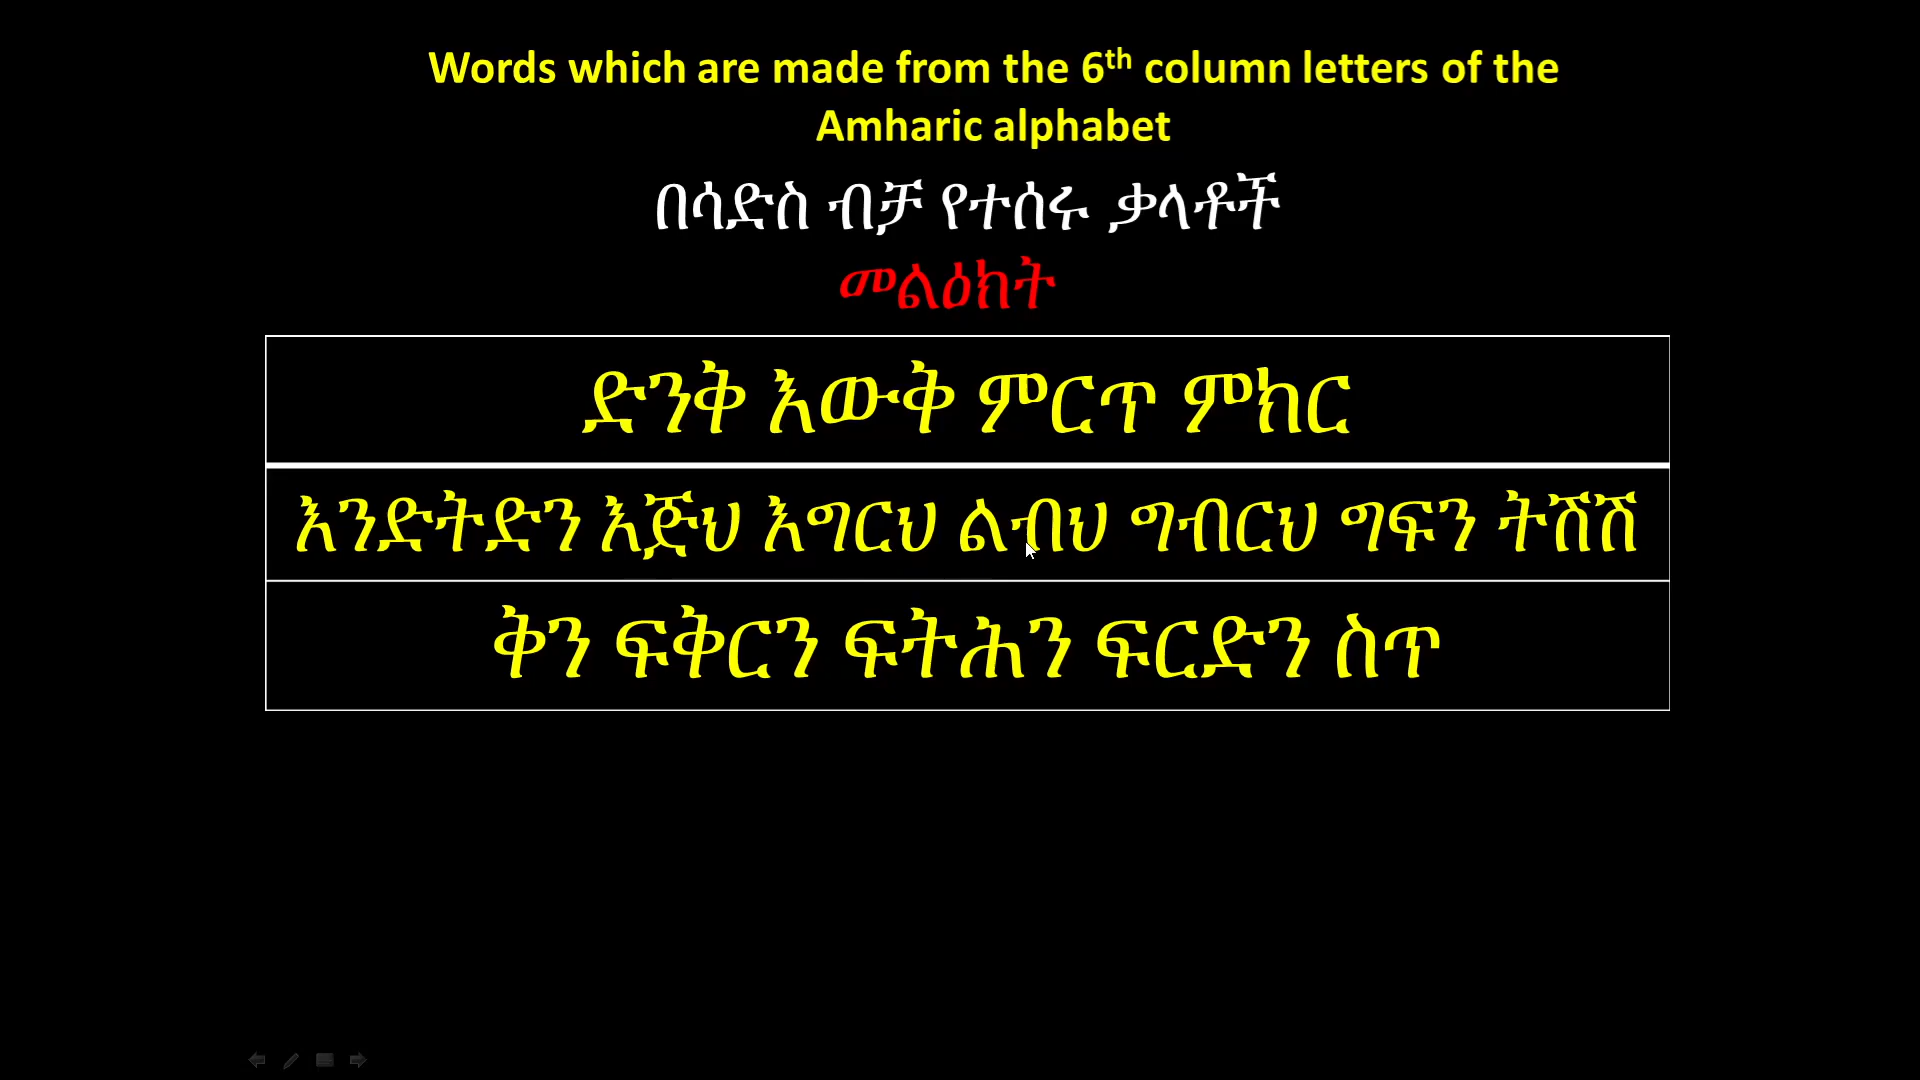 Words which are made from the 6th column letters of the
Amharic alphabet
በሳድስ ብቻ የተሰሩ ቃላቶች
መልዕክት
ድንቅ እውቅ ምርጥ ምክር
እንድትድን እጅህ እግርህ ልብህ ግብርህ ግፍን ትሽሽ
ቅን ፍቅርን ፍትሕን ፍርድን ስጥ